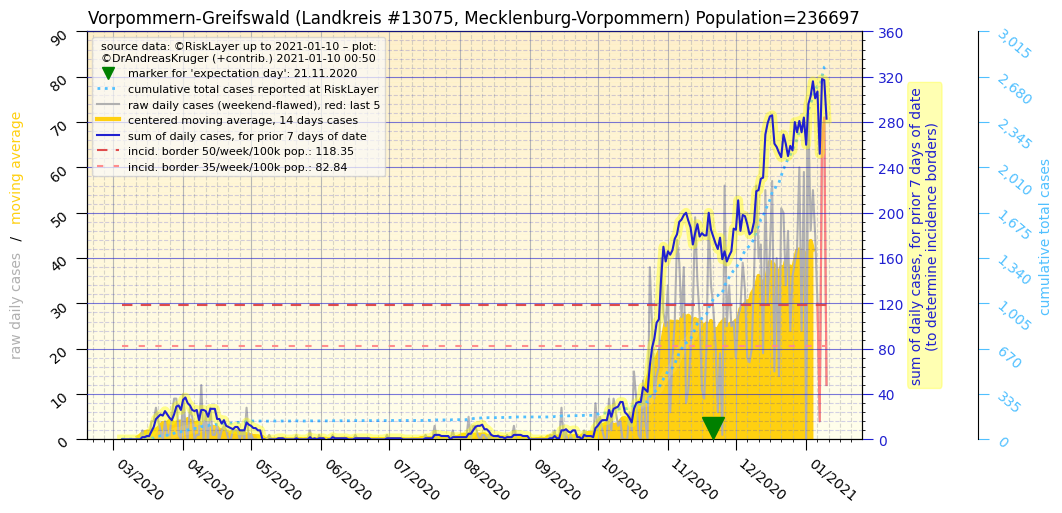 Vorpommern-Greifswald (Landkreis #13075, Mecklenburg-Vorpommern) Population=236697
source data: ©RiskLayer up to 2021-01-10 – plot:
©DrAndreasKruger (+contrib.) 2021-01-10 00:50
marker for 'expectation day': 21.11.2020
cumulative total cases reported at RiskLayer
raw daily cases (weekend-flawed), red: last 5
centered moving average, 14 days cases
sum of daily cases, for prior 7 days of date
incid. border 50/week/100k pop.: 118.35
incid. border 35/week/100k pop.: 82.84
raw daily cases / moving average
90
80
70
60
50
40
30
20
10
0
03/2020
04/2020
05/2020
06/2020
07/2020
08/2020
09/2020
10/2020
11/2020
12/2020
01/2021
360
320
280
240
200
160
120
80
40
0
sum of daily cases, for prior 7 days of date
(to determine incidence borders)
3,015
2,680
2,345
2,010
1,675
1,340
1,005
670
335
0
cumulative total cases